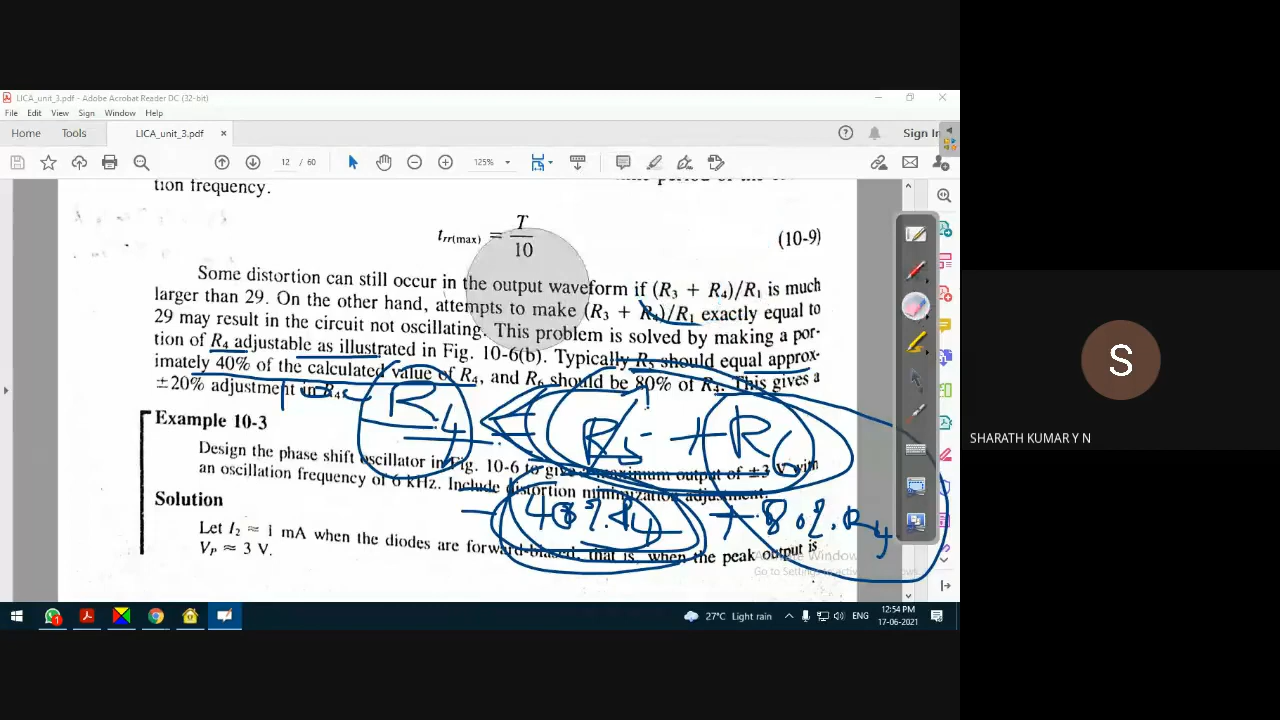 LICA_unit_3.pdf - Adobe Acrobat Reader DC (32-bit)
File Edit View Sign Window Help
Home Tools LICA_unit_3.pdf × Sign In
12 / 60 125%
tion frequency.
t_rr(max) = T/10 (10-9)
Some distortion can still occur in the output waveform if (R3 + R4)/R1 is much
larger than 29. On the other hand, attempts to make (R3 + R4)/R1 exactly equal to
29 may result in the circuit not oscillating. This problem is solved by making a por-
tion of R4 adjustable as illustrated in Fig. 10-6(b). Typically R5 should equal approx-
imately 40% of the calculated value of R4, and R6 should be 80% of R4. This gives a
±20% adjustment in R4.
R4 R5 + R6
Example 10-3
Design the phase shift oscillator in Fig. 10-6 to give a maximum output of ±3 V with
an oscillation frequency of 6 kHz. Include distortion minimization adjustment.
= 40% R4 + 80% R4
Solution
Let I2 ≈ 1 mA when the diodes are forward-biased, that is, when the peak output is
VP ≈ 3 V.
Activate Window
Go to Settings to activ
S
SHARATH KUMAR Y N
27°C Light rain ENG 12:54 PM
17-06-2021